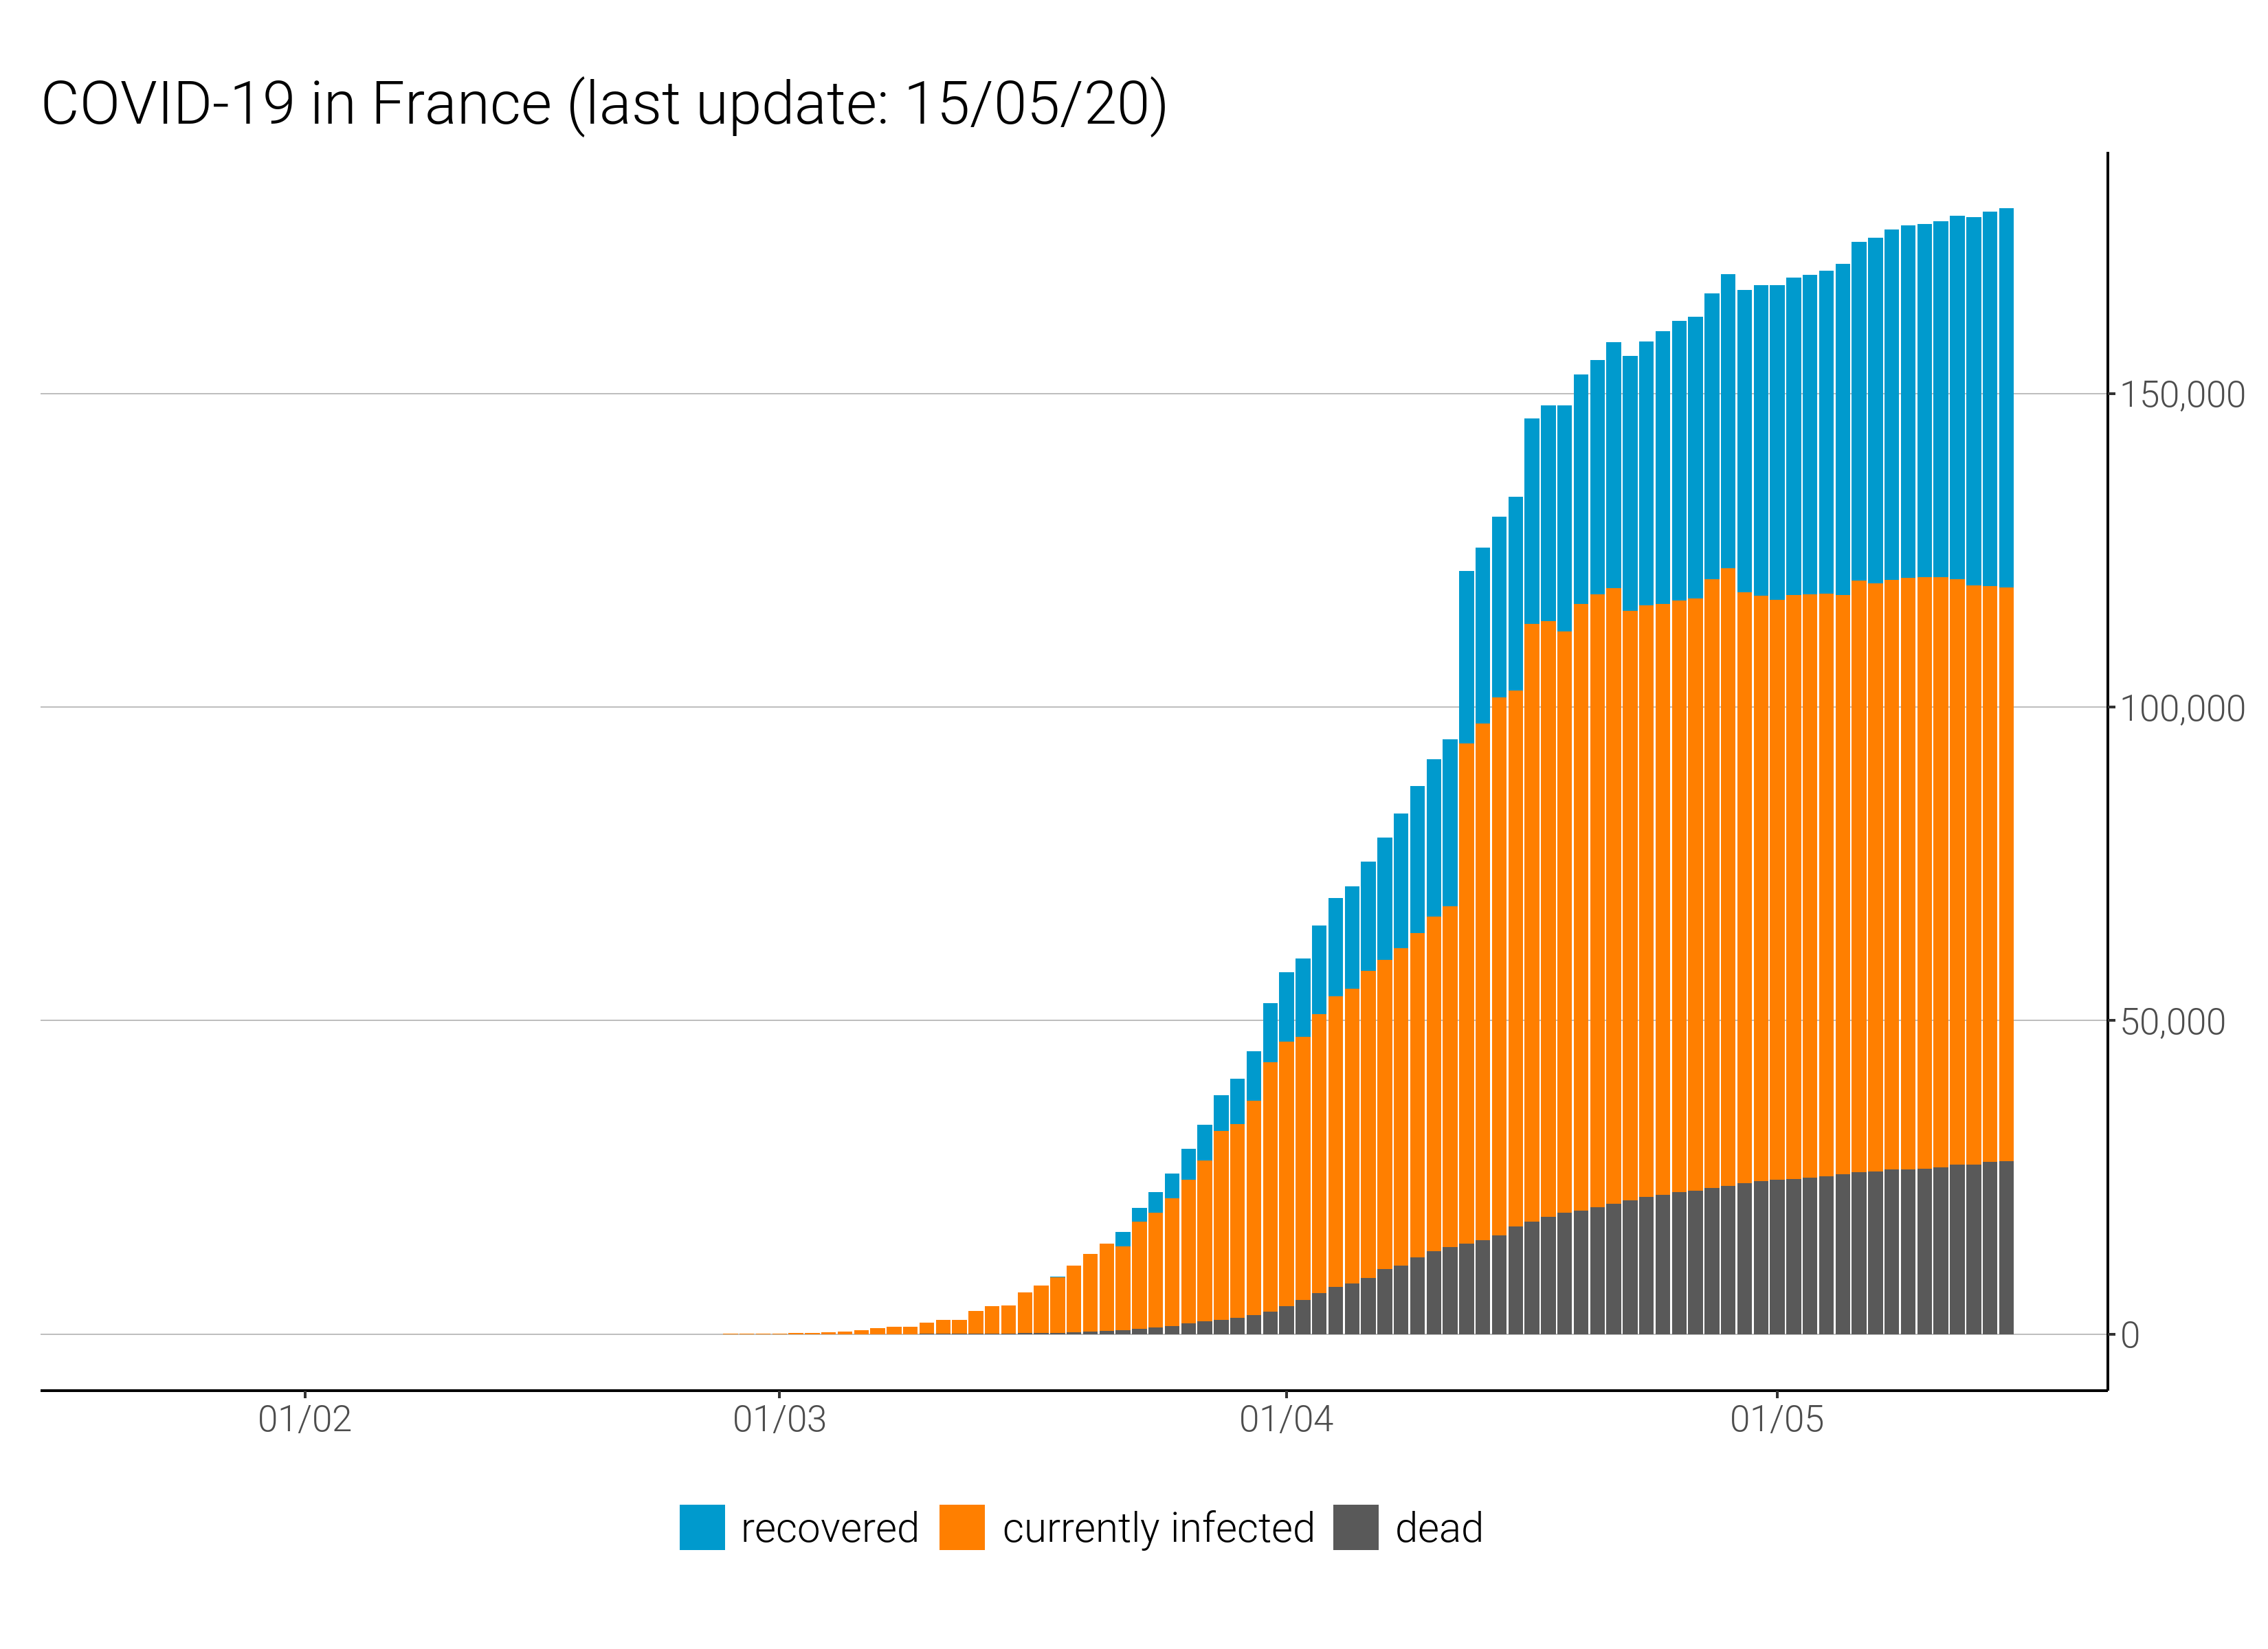 COVID-19 in France (last update: 15/05/20)
150,000
100,000
50,000
0
01/02 01/03 01/04 01/05
recovered currently infected dead